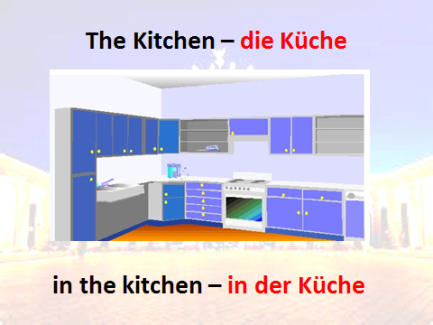 The Kitchen – die Küche
in the kitchen – in der Küche